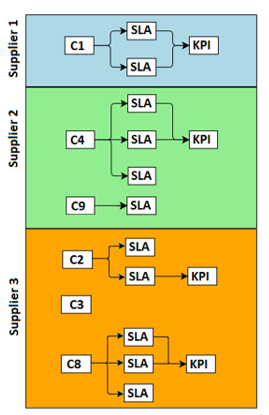 Supplier 1
SLA
C1
KPI
SLA
Supplier 2
SLA
C4
SLA
KPI
SLA
C9
SLA
Supplier 3
SLA
C2
SLA
KPI
C3
SLA
C8
SLA
KPI
SLA